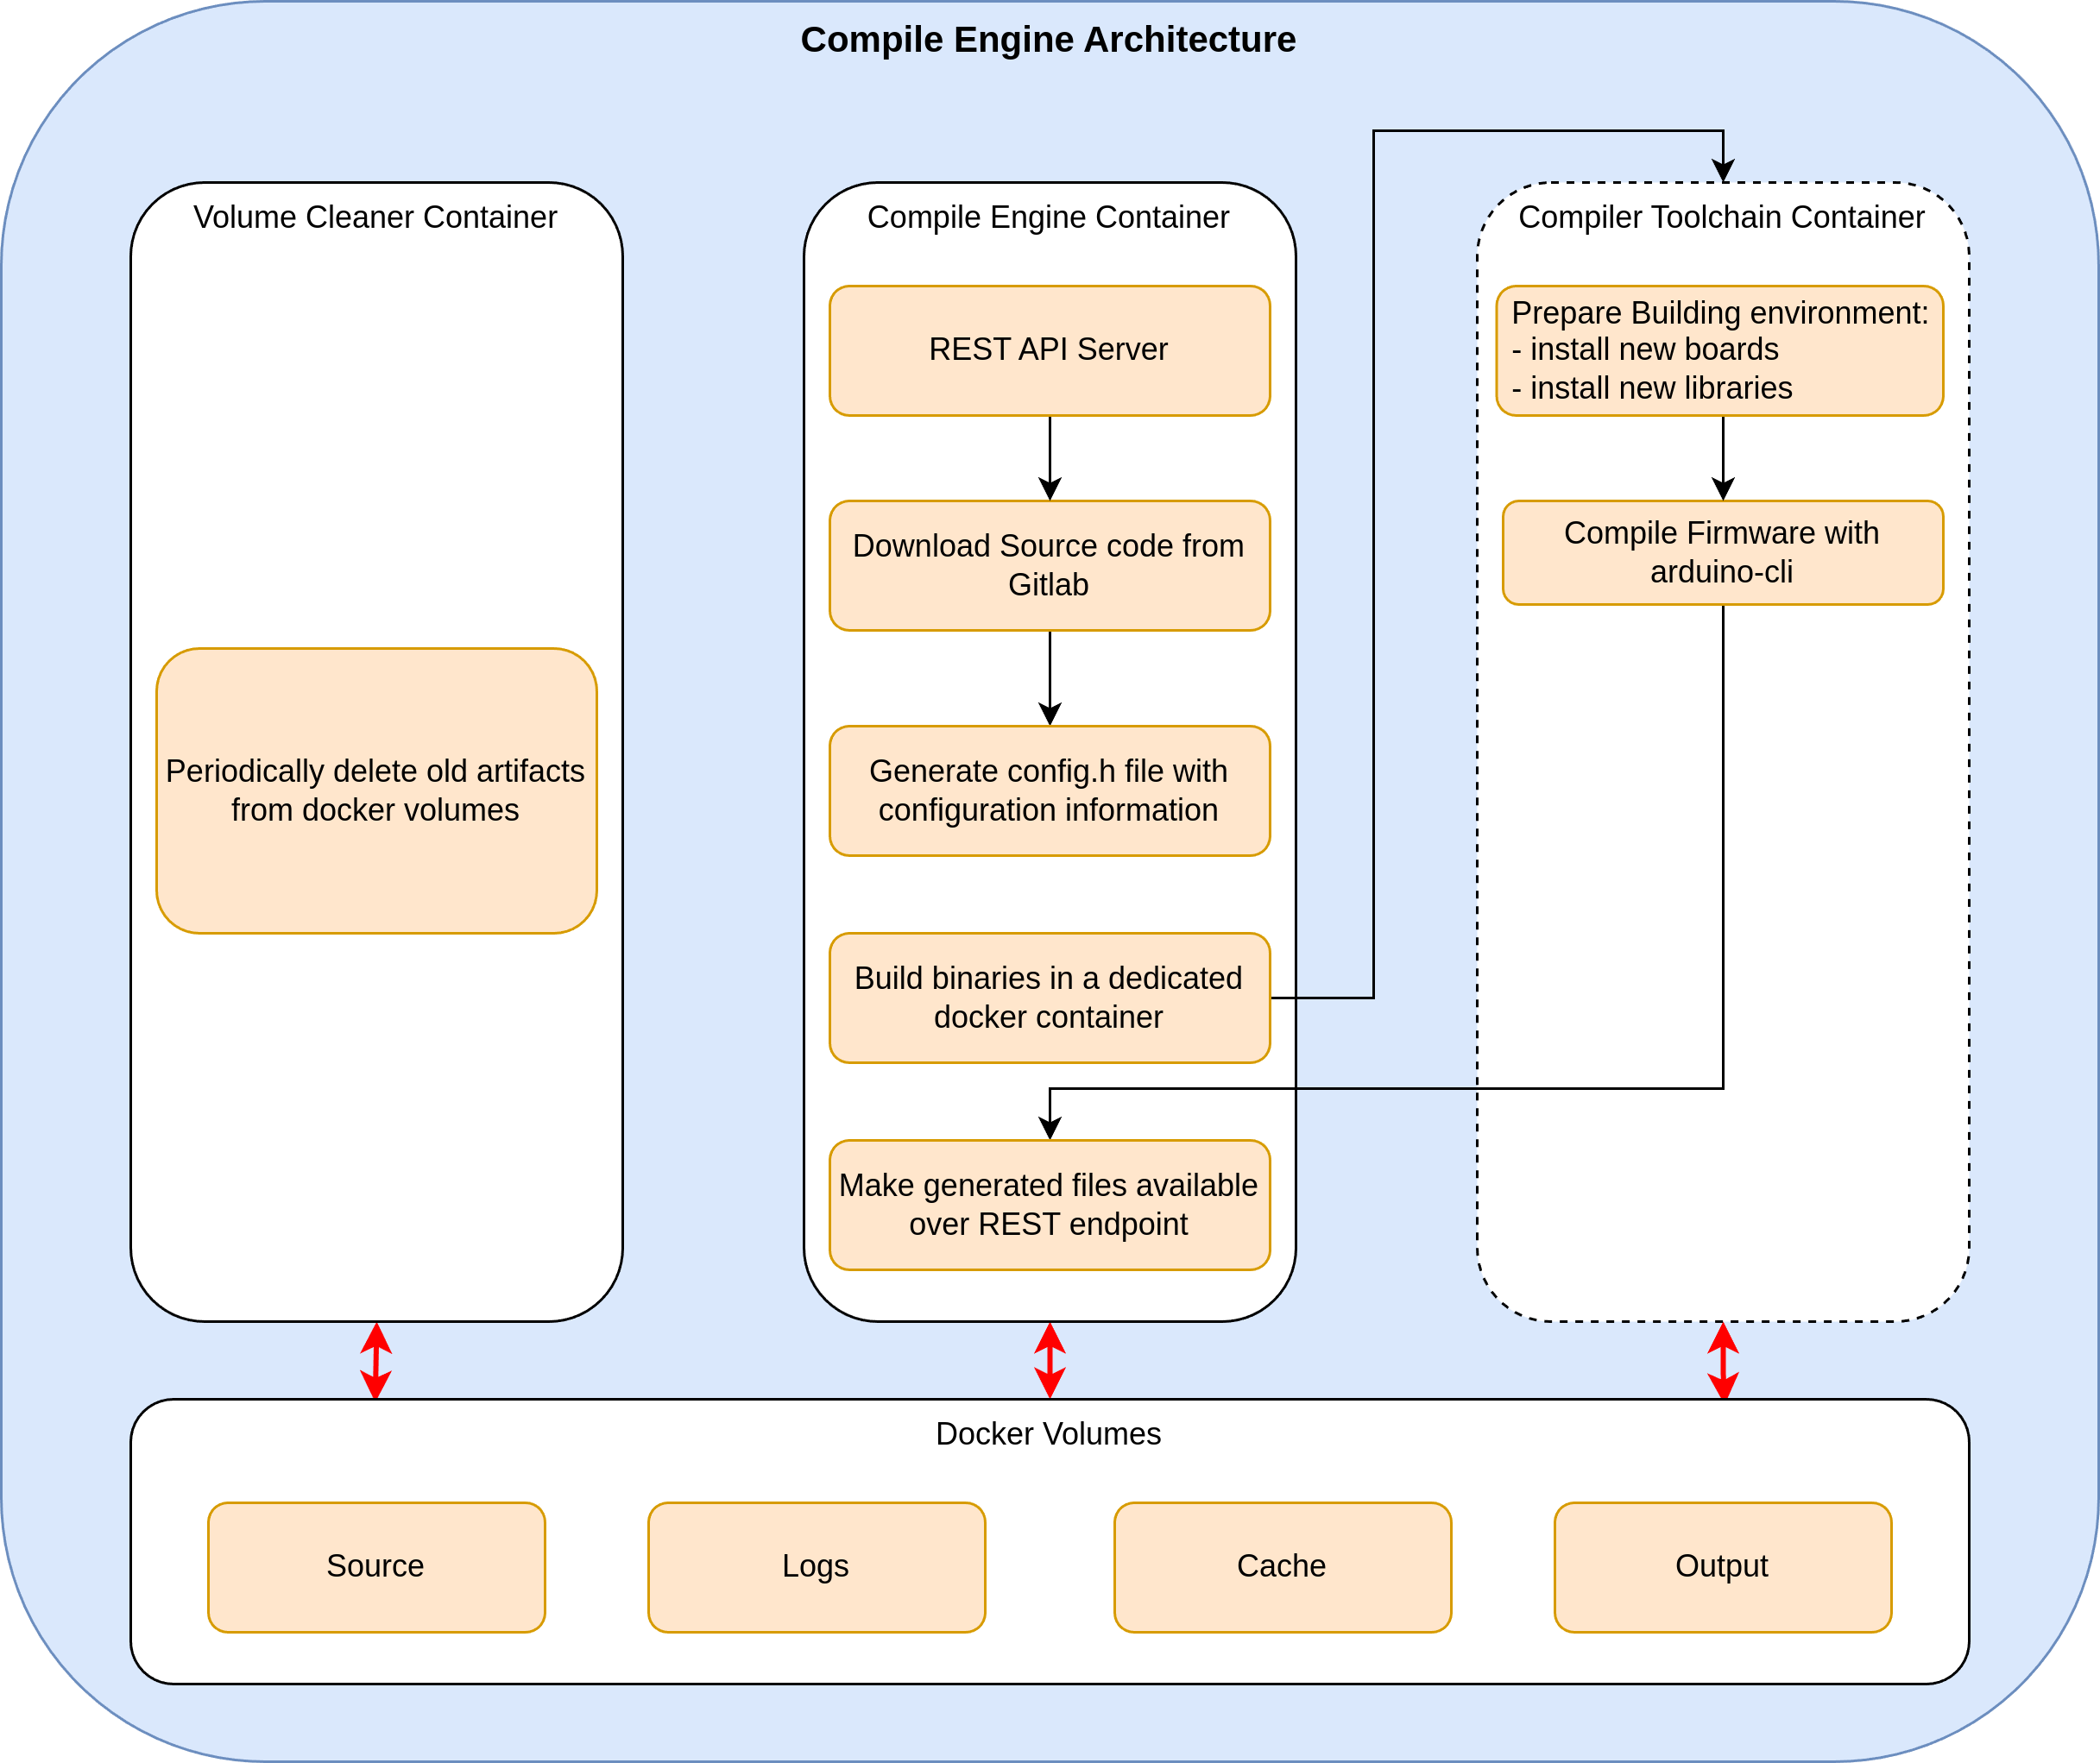 Compile Engine Architecture
Volume Cleaner Container
Periodically delete old artifacts
from docker volumes
Compile Engine Container
REST API Server
Download Source code from
Gitlab
Generate config.h file with
configuration information
Build binaries in a dedicated
docker container
Make generated files available
over REST endpoint
Compiler Toolchain Container
Prepare Building environment:
- install new boards
- install new libraries
Compile Firmware with
arduino-cli
Docker Volumes
Source
Logs
Cache
Output